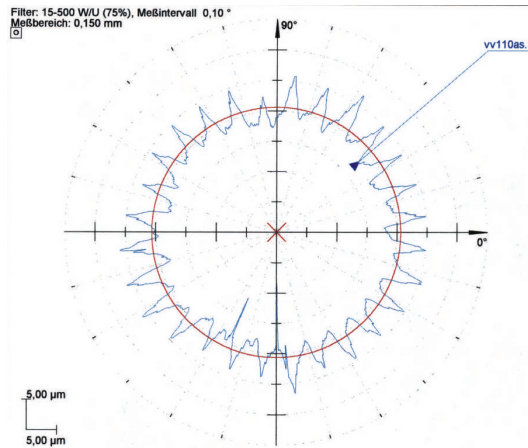 Filter: 15-500 W/U (75%), Meßintervall 0,10 °
Meßbereich: 0,150 mm
90°
vv110as.
0°
5,00 µm
5,00 µm